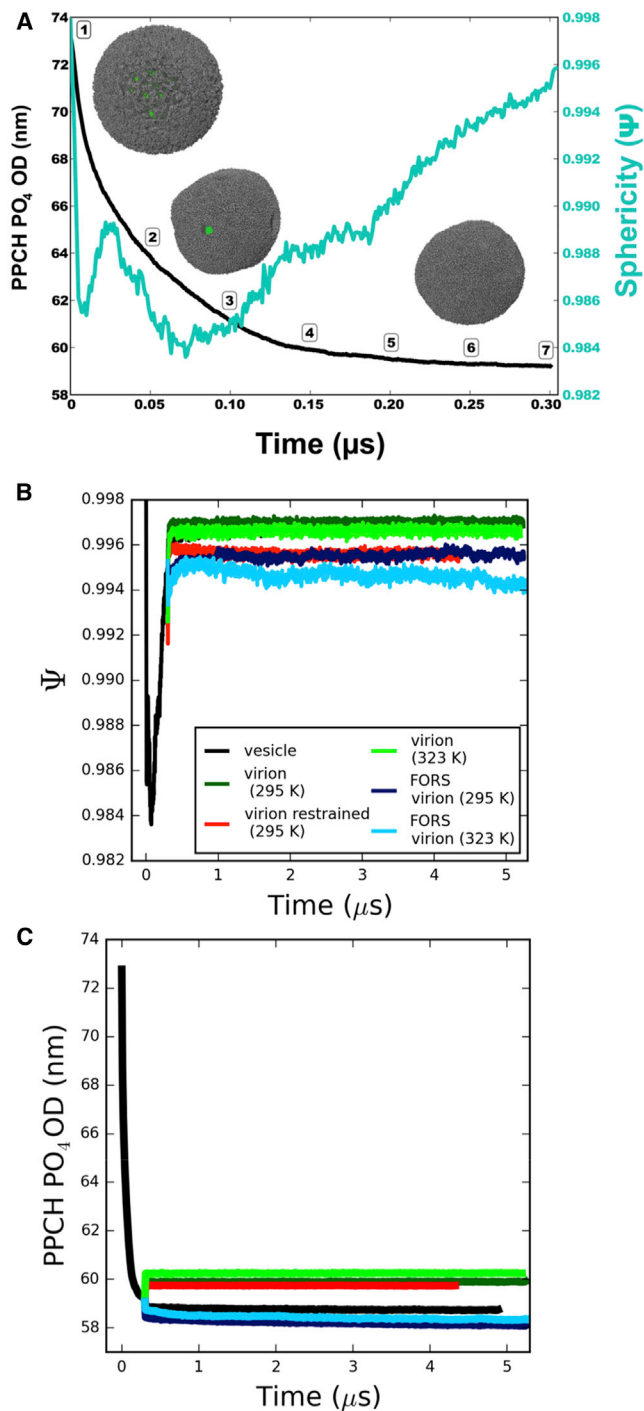 A
PPCH PO4 OD (nm)
74
72
70
68
66
64
62
60
58
1
2
3
4
5
6
7
0.998
0.996
0.994
0.992
0.990
0.988
0.986
0.984
0.982
Sphericity (Ψ)
0 0.05 0.10 0.15 0.20 0.25 0.30
Time (µs)
B
Ψ
0.998
0.996
0.994
0.992
0.990
0.988
0.986
0.984
0.982
vesicle
virion
(295 K)
virion restrained
(295 K)
virion
(323 K)
FORS
virion (295 K)
FORS
virion (323 K)
0 1 2 3 4 5
Time (µs)
C
PPCH PO4 OD (nm)
74
72
70
68
66
64
62
60
58
0 1 2 3 4 5
Time (µs)